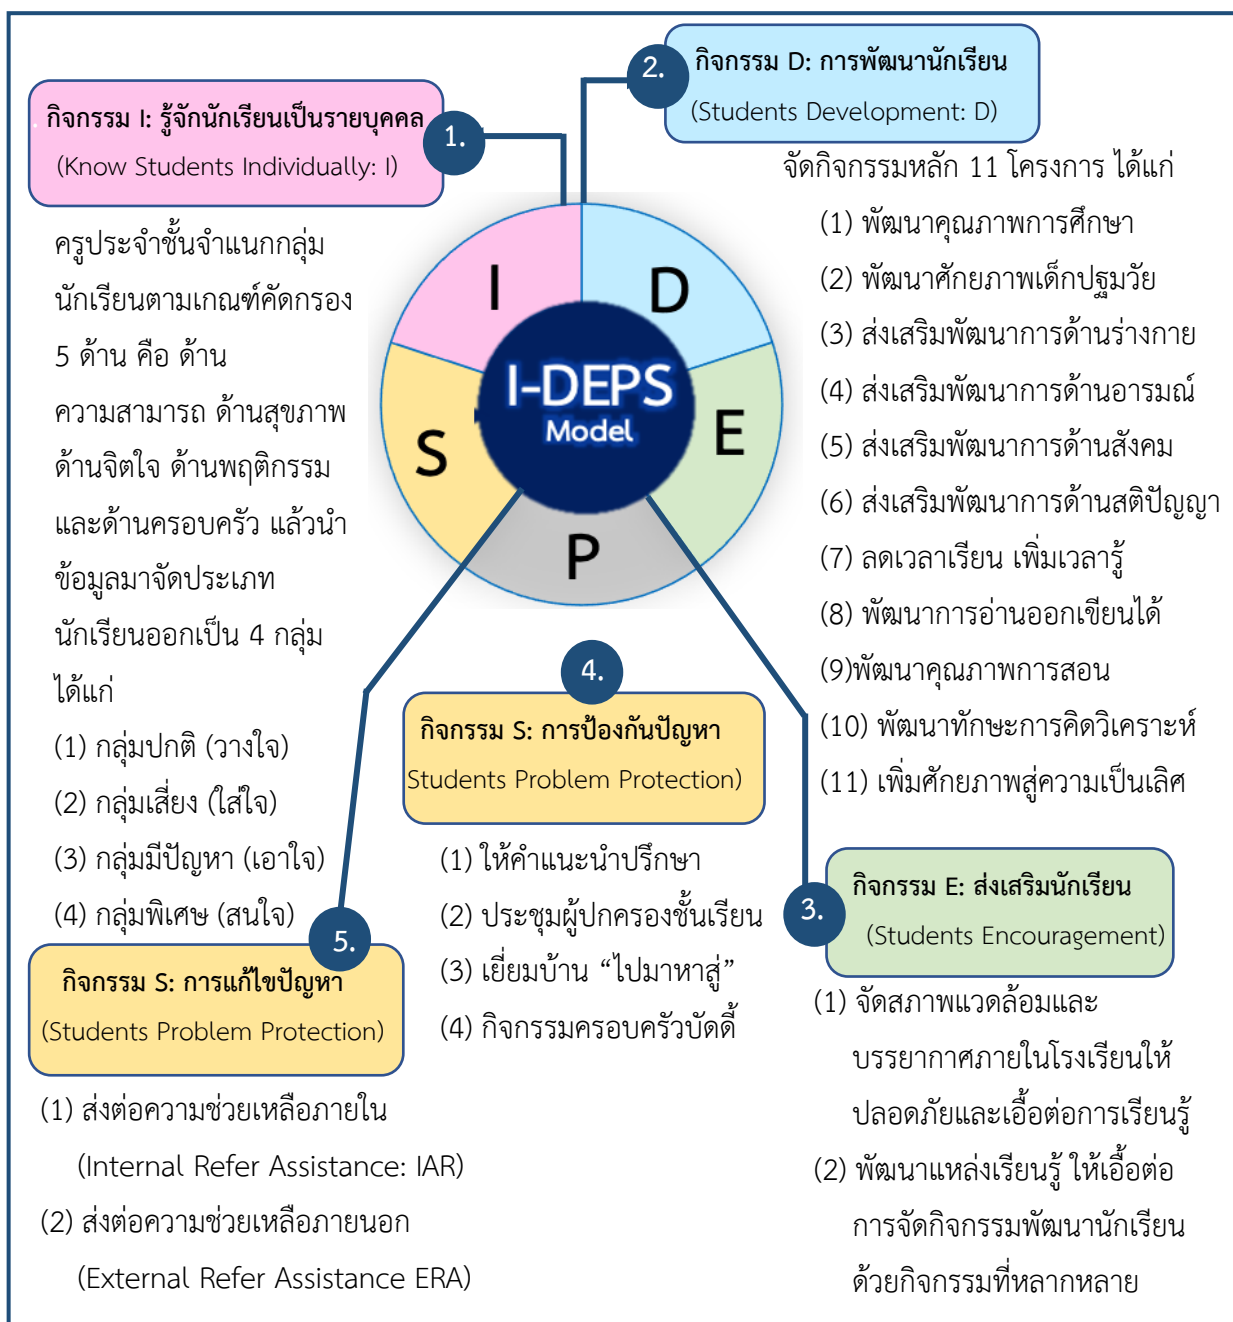 1.
กิจกรรม I: รู้จักนักเรียนเป็นรายบุคคล
(Know Students Individually: I)
ครูประจำชั้นจำแนกกลุ่ม
นักเรียนตามเกณฑ์คัดกรอง
5 ด้าน คือ ด้าน
ความสามารถ ด้านสุขภาพ
ด้านจิตใจ ด้านพฤติกรรม
และด้านครอบครัว แล้วนำ
ข้อมูลมาจัดประเภท
นักเรียนออกเป็น 4 กลุ่ม
ได้แก่
(1) กลุ่มปกติ (วางใจ)
(2) กลุ่มเสี่ยง (ใส่ใจ)
(3) กลุ่มมีปัญหา (เอาใจ)
(4) กลุ่มพิเศษ (สนใจ)
2.
กิจกรรม D: การพัฒนานักเรียน
(Students Development: D)
จัดกิจกรรมหลัก 11 โครงการ ได้แก่
(1) พัฒนาคุณภาพการศึกษา
(2) พัฒนาศักยภาพเด็กปฐมวัย
(3) ส่งเสริมพัฒนาการด้านร่างกาย
(4) ส่งเสริมพัฒนาการด้านอารมณ์
(5) ส่งเสริมพัฒนาการด้านสังคม
(6) ส่งเสริมพัฒนาการด้านสติปัญญา
(7) ลดเวลาเรียน เพิ่มเวลารู้
(8) พัฒนาการอ่านออกเขียนได้
(9)พัฒนาคุณภาพการสอน
(10) พัฒนาทักษะการคิดวิเคราะห์
(11) เพิ่มศักยภาพสู่ความเป็นเลิศ
I
D
E
P
S
I-DEPS
Model
3.
กิจกรรม E: ส่งเสริมนักเรียน
(Students Encouragement)
(1) จัดสภาพแวดล้อมและ
บรรยากาศภายในโรงเรียนให้
ปลอดภัยและเอื้อต่อการเรียนรู้
(2) พัฒนาแหล่งเรียนรู้ ให้เอื้อต่อ
การจัดกิจกรรมพัฒนานักเรียน
ด้วยกิจกรรมที่หลากหลาย
4.
กิจกรรม S: การป้องกันปัญหา
Students Problem Protection)
(1) ให้คำแนะนำปรึกษา
(2) ประชุมผู้ปกครองชั้นเรียน
(3) เยี่ยมบ้าน “ไปมาหาสู่”
(4) กิจกรรมครอบครัวบัดดี้
5.
กิจกรรม S: การแก้ไขปัญหา
(Students Problem Protection)
(1) ส่งต่อความช่วยเหลือภายใน
(Internal Refer Assistance: IAR)
(2) ส่งต่อความช่วยเหลือภายนอก
(External Refer Assistance ERA)